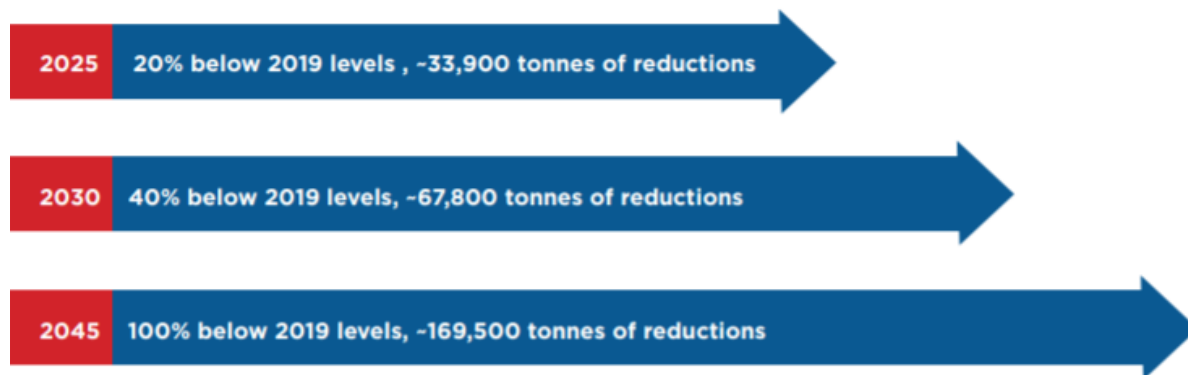 2025 20% below 2019 levels , ~33,900 tonnes of reductions
2030 40% below 2019 levels, ~67,800 tonnes of reductions
2045 100% below 2019 levels, ~169,500 tonnes of reductions